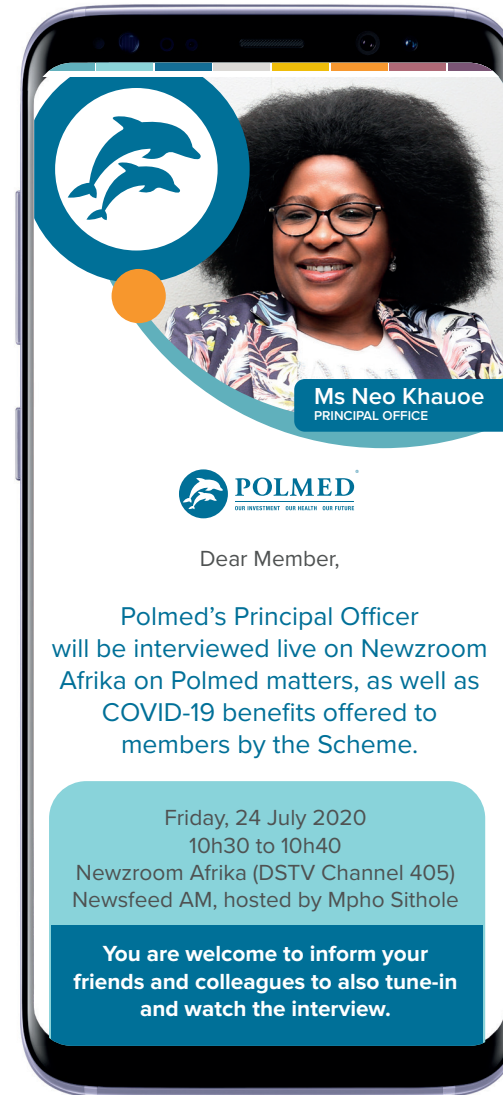 Ms Neo Khauoe
PRINCIPAL OFFICE
POLMED
OUR INVESTMENT OUR HEALTH OUR FUTURE
Dear Member,
Polmed's Principal Officer
will be interviewed live on Newzroom
Afrika on Polmed matters, as well as
COVID-19 benefits offered to
members by the Scheme.
Friday, 24 July 2020
10h30 to 10h40
Newzroom Afrika (DSTV Channel 405)
Newsfeed AM, hosted by Mpho Sithole
You are welcome to inform your
friends and colleagues to also tune-in
and watch the interview.